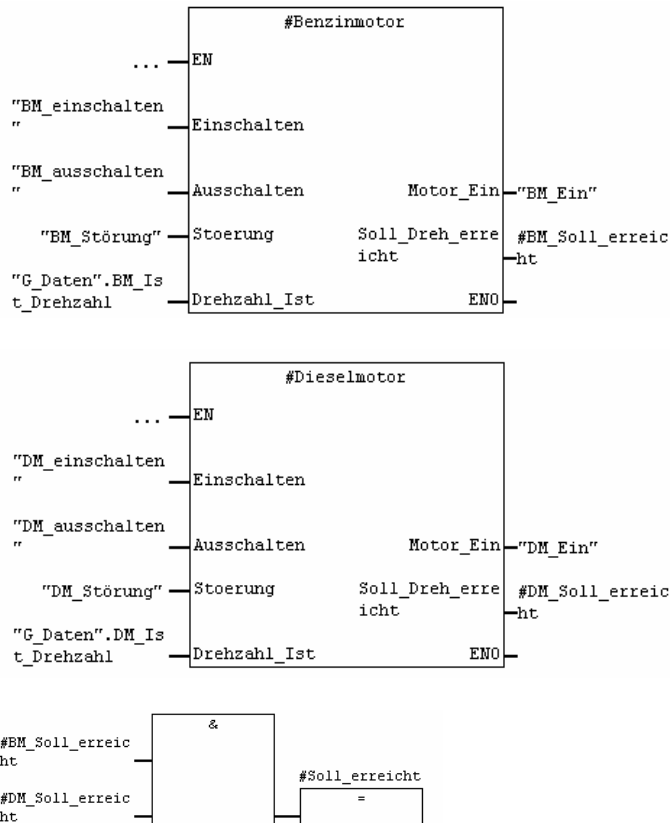 #Benzinmotor
... EN
"BM_einschalten
"
Einschalten
"BM_ausschalten
"
Ausschalten
Motor_Ein
"BM_Ein"
"BM_Störung"
Stoerung
Soll_Dreh_erre
icht
#BM_Soll_erreic
ht
"G_Daten".BM_Is
t_Drehzahl
Drehzahl_Ist
ENO
#Dieselmotor
... EN
"DM_einschalten
"
Einschalten
"DM_ausschalten
"
Ausschalten
Motor_Ein
"DM_Ein"
"DM_Störung"
Stoerung
Soll_Dreh_erre
icht
#DM_Soll_erreic
ht
"G_Daten".DM_Is
t_Drehzahl
Drehzahl_Ist
ENO
&
#BM_Soll_erreic
ht
#Soll_erreicht
=
#DM_Soll_erreic
ht